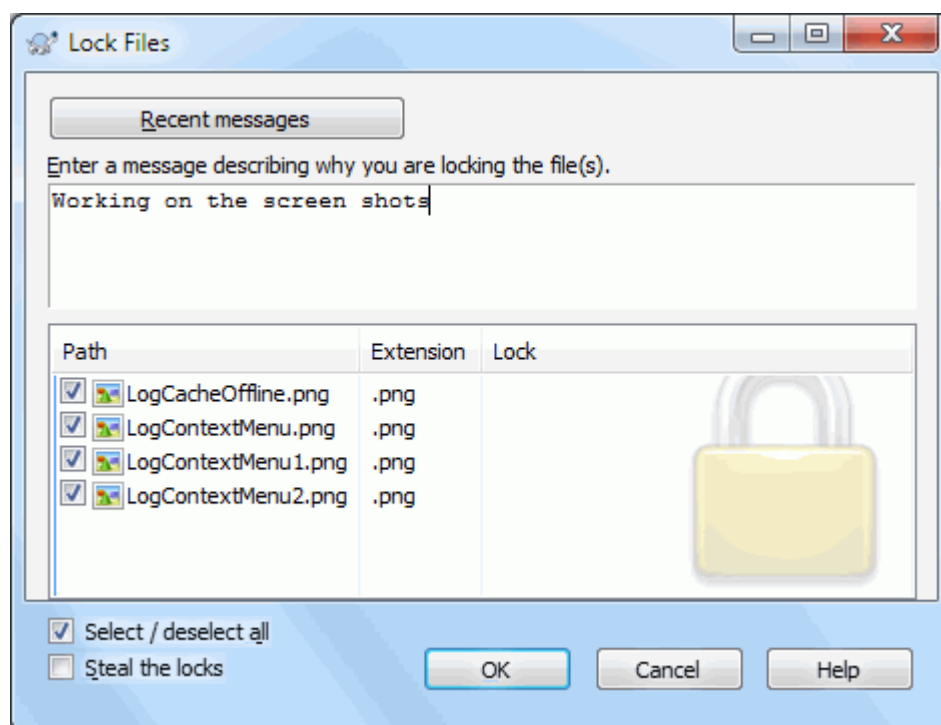 Lock Files
Recent messages
Enter a message describing why you are locking the file(s).
Working on the screen shots
Path Extension Lock
LogCacheOffline.png .png
LogContextMenu.png .png
LogContextMenu1.png .png
LogContextMenu2.png .png
Select / deselect all
Steal the locks
OK Cancel Help